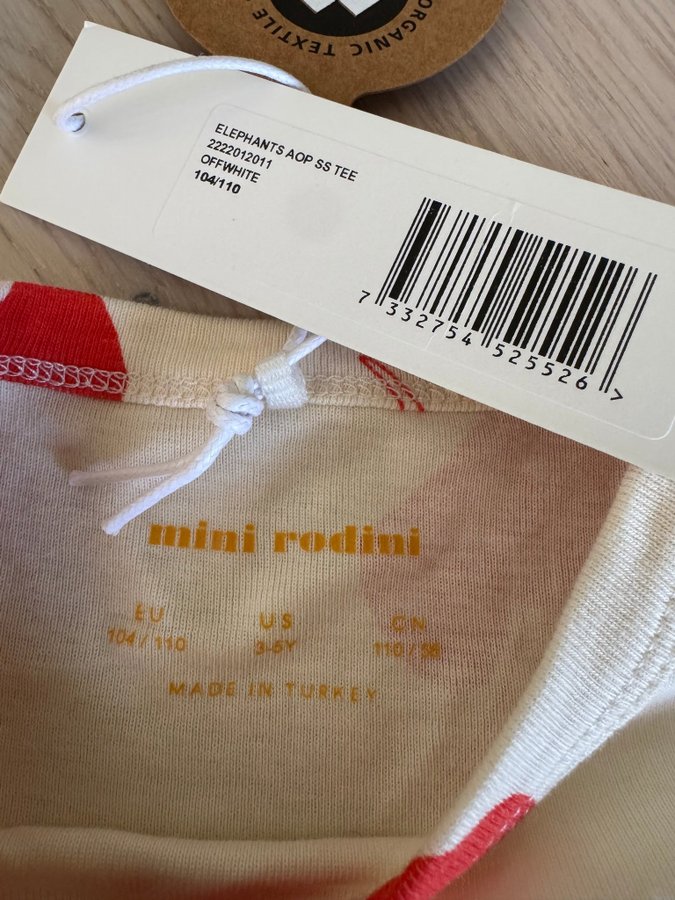 ORGANIC TEXTILE
ELEPHANTS AOP SS TEE
2222012011
OFFWHITE
104/110
7 332754 525526 >
mini rodini
EU US CN
104 / 110 3-5Y 110 / 56
MADE IN TURKEY